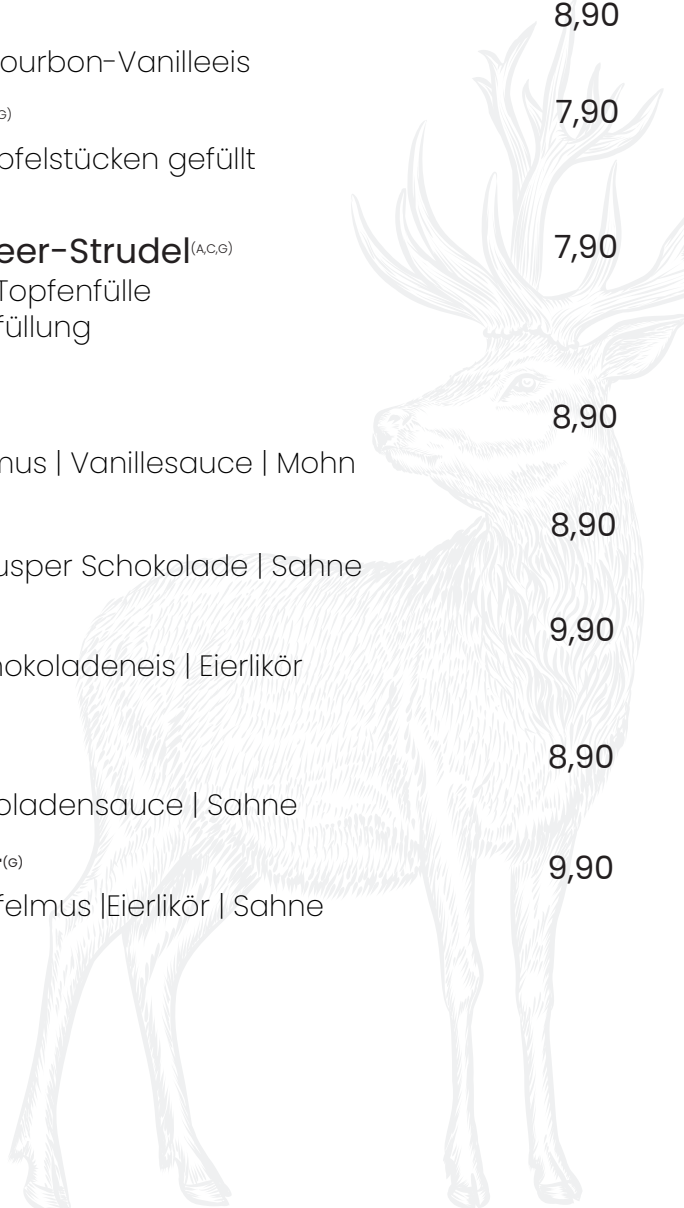 8,90
ourbon-Vanilleeis
G)
7,90
pfelstücken gefüllt
eer-Strudel(A,C,G)
7,90
Topfenfülle
füllung
8,90
mus | Vanillesauce | Mohn
8,90
usper Schokolade | Sahne
9,90
hokoladeneis | Eierlikör
8,90
oladensauce | Sahne
(G)
9,90
felmus |Eierlikör | Sahne